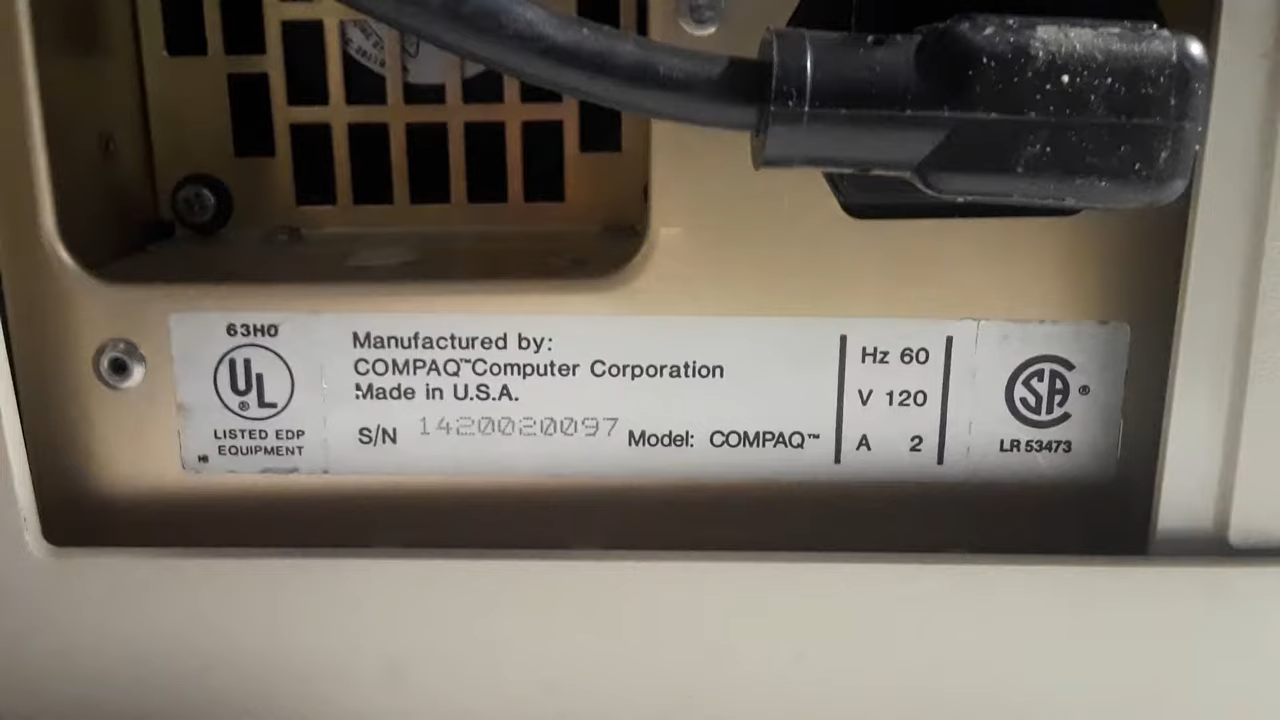 63H0
UL
®
LISTED EDP
EQUIPMENT
Manufactured by:
COMPAQ™Computer Corporation
Made in U.S.A.
S/N 1420020097 Model: COMPAQ™
Hz 60
V 120
A 2
SA ®
LR 53473